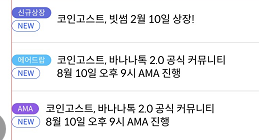 신규상장
코인고스트, 빗썸 2월 10일 상장!
NEW
에어드랍
코인고스트, 바나나톡 2.0 공식 커뮤니티
NEW
8월 10일 오후 9시 AMA 진행
AMA
코인고스트, 바나나톡 2.0 공식 커뮤니티
NEW
8월 10일 오후 9시 AMA 진행